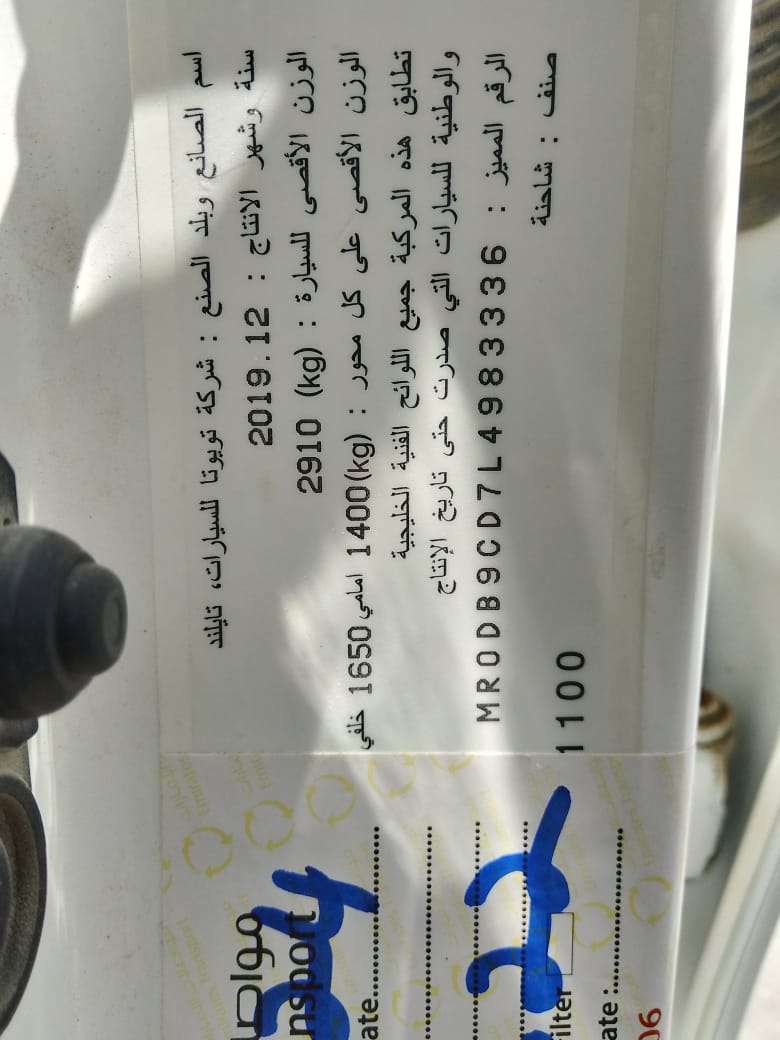 اسم الصانع وبلد الصنع : شركة تويوتا للسيارات، تايلند
سنة وشهر الانتاج : 2019.12
الوزن الأقصى للسيارة : (kg) 2910
الوزن الأقصى على كل محور : (kg)1400 امامي 1650 خلفي
تطابق هذه المركبة جميع اللوائح الفنية الخليجية
والوطنية للسيارات التي صدرت حتى تاريخ الإنتاج
الرقم المميز : MR0DB9CD7L4983336
صنف : شاحنة
1100
مواصلا
nsport
ate
ilter
ate :
06